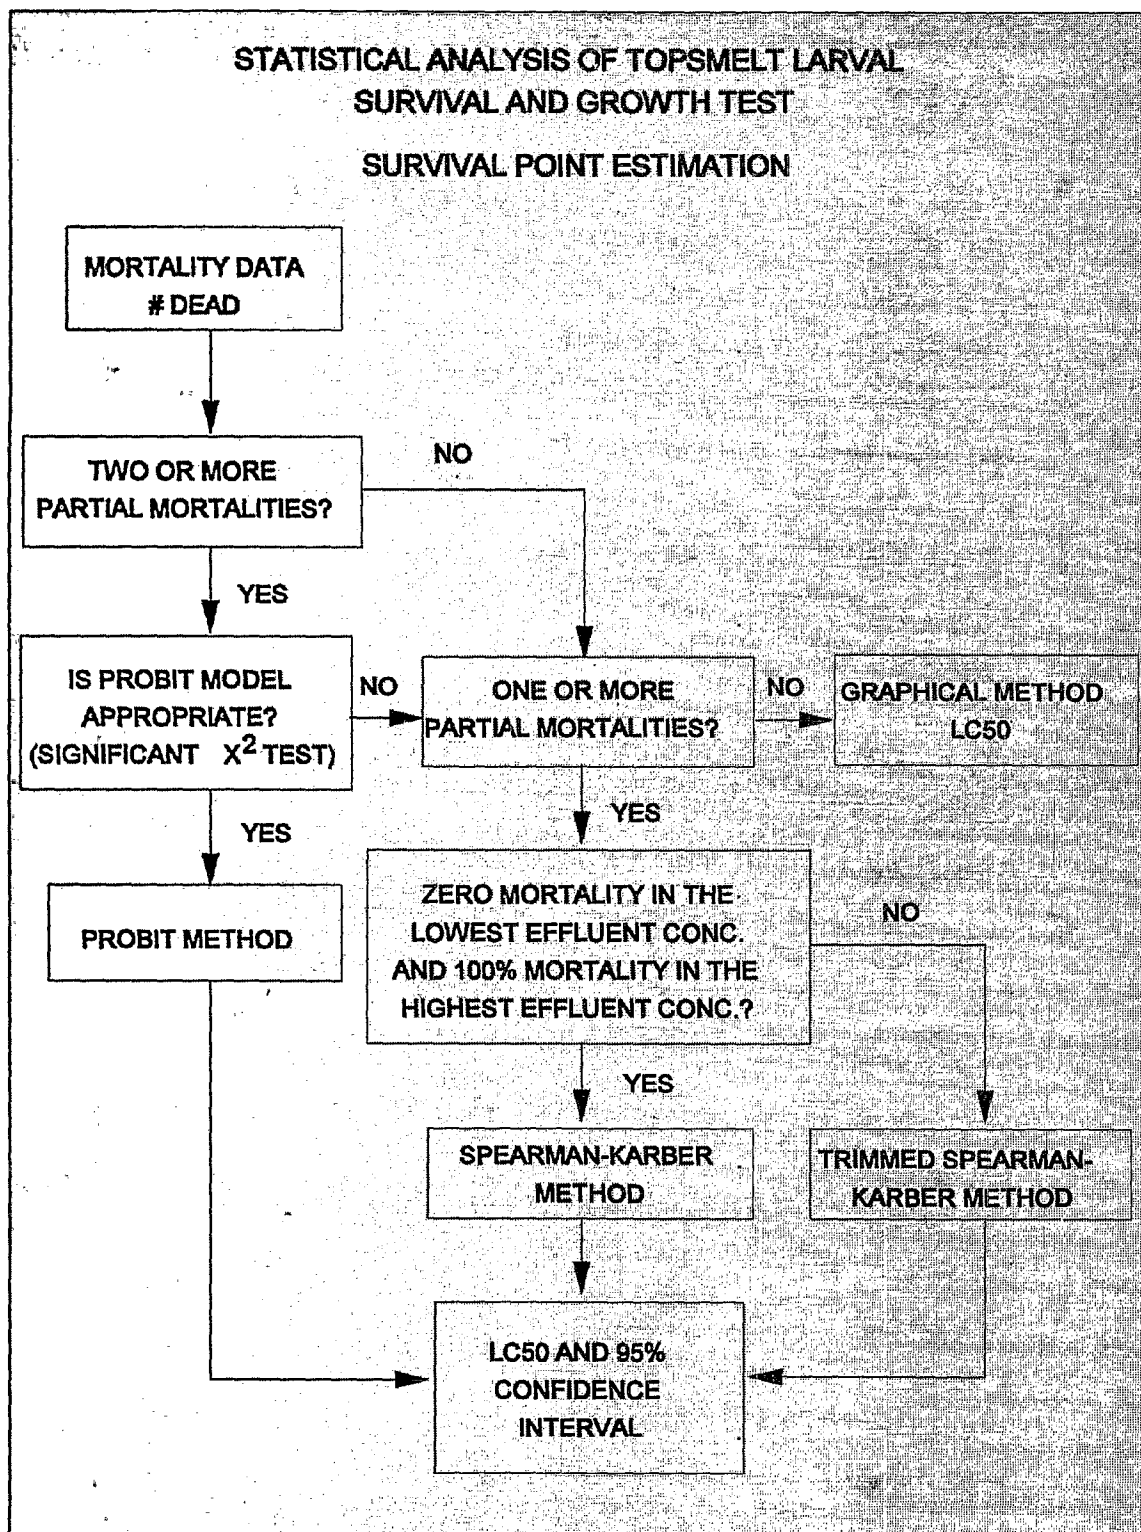 STATISTICAL ANALYSIS OF TOPSMELT LARVAL
SURVIVAL AND GROWTH TEST
SURVIVAL POINT ESTIMATION
MORTALITY DATA
# DEAD
TWO OR MORE
PARTIAL MORTALITIES?
NO
YES
IS PROBIT MODEL
APPROPRIATE?
(SIGNIFICANT X² TEST)
NO
ONE OR MORE
PARTIAL MORTALITIES?
NO
GRAPHICAL METHOD
LC50
YES
YES
PROBIT METHOD
ZERO MORTALITY IN THE
LOWEST EFFLUENT CONC.
AND 100% MORTALITY IN THE
HIGHEST EFFLUENT CONC.?
NO
YES
SPEARMAN-KARBER
METHOD
TRIMMED SPEARMAN-
KARBER METHOD
LC50 AND 95%
CONFIDENCE
INTERVAL